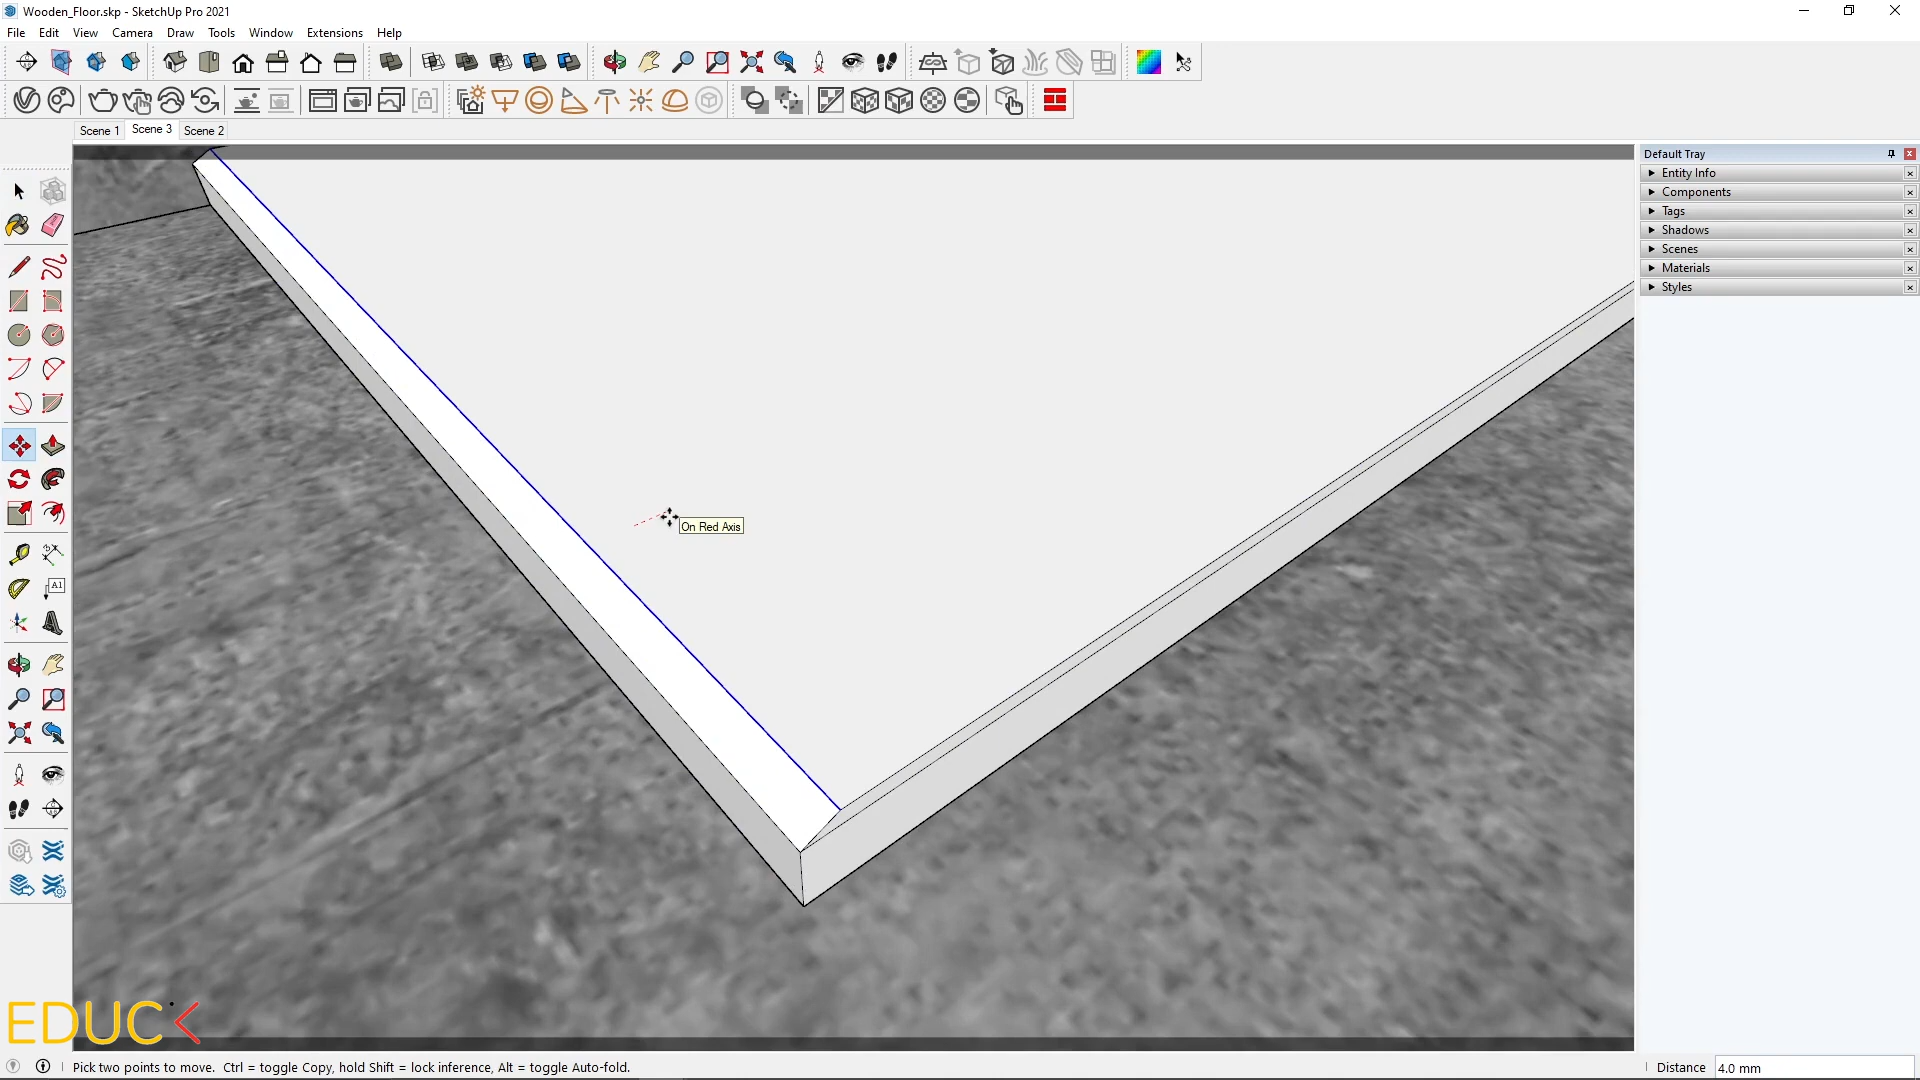 Wooden_Floor.skp - SketchUp Pro 2021
File Edit View Camera Draw Tools Window Extensions Help
Scene 1 Scene 3 Scene 2
Default Tray
Entity Info
Components
Tags
Shadows
Scenes
Materials
Styles
On Red Axis
A1
EDUC
Pick two points to move. Ctrl = toggle Copy, hold Shift = lock inference, Alt = toggle Auto-fold.
Distance 4.0 mm